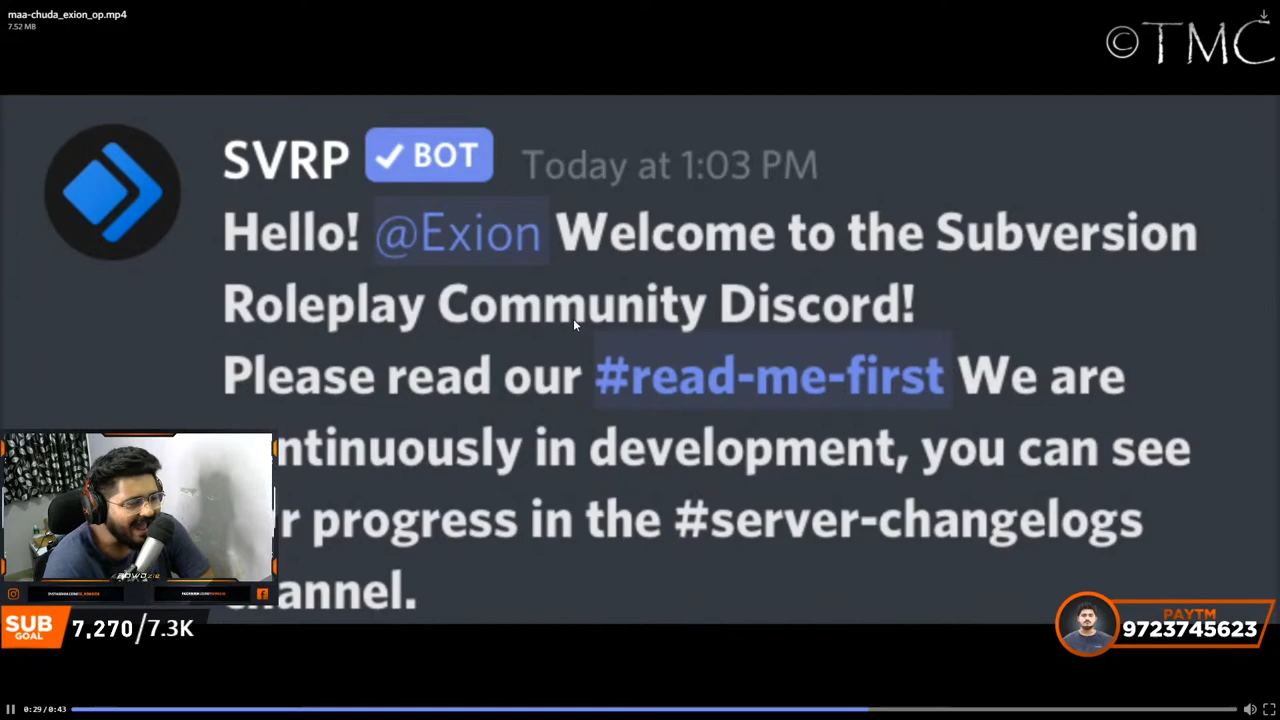 maa-chuda_exion_op.mp4
7.52 MB
©TMC
SVRP ✓ BOT Today at 1:03 PM
Hello! @Exion Welcome to the Subversion
Roleplay Community Discord!
Please read our #read-me-first We are
ntinuously in development, you can see
r progress in the #server-changelogs
hannel.
SUB
GOAL
7,270/7.3K
PAYTM
9723745623
0:29/0:43